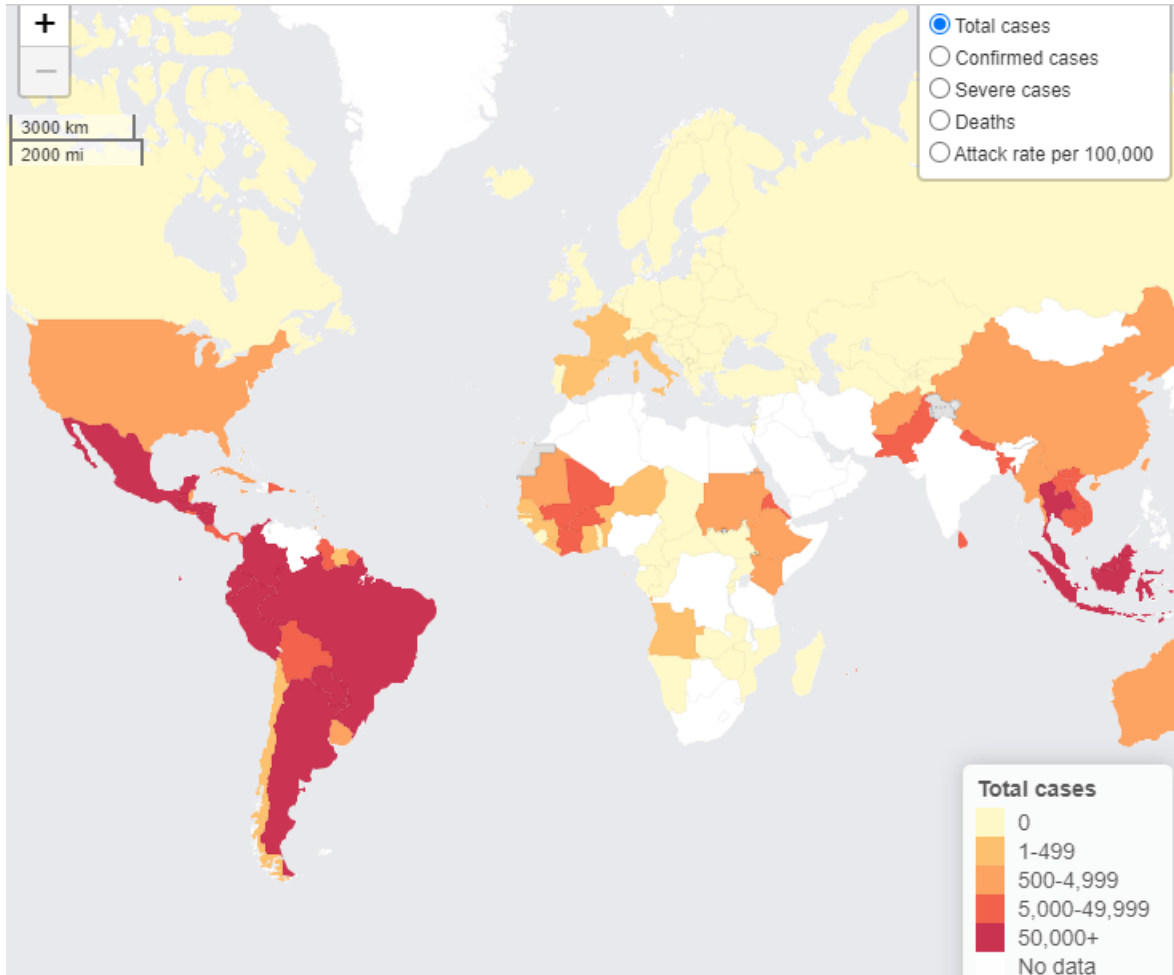 +
−
3000 km
2000 mi
Total cases
Confirmed cases
Severe cases
Deaths
Attack rate per 100,000
Total cases
0
1-499
500-4,999
5,000-49,999
50,000+
No data